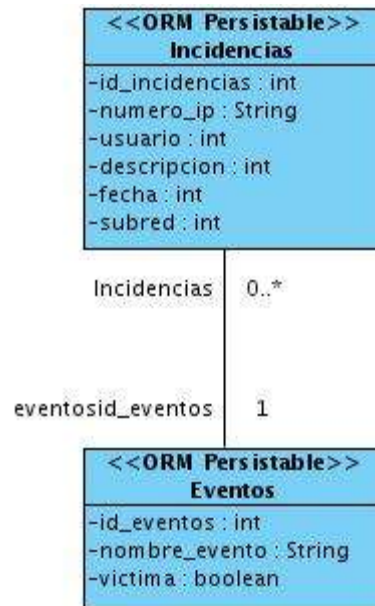 <<ORM Persistable>>
Incidencias
-id_incidencias : int
-numero_ip : String
-usuario : int
-descripcion : int
-fecha : int
-subred : int
Incidencias 0..*
eventosid_eventos 1
<<ORM Persistable>>
Eventos
-id_eventos : int
-nombre_evento : String
-victima : boolean